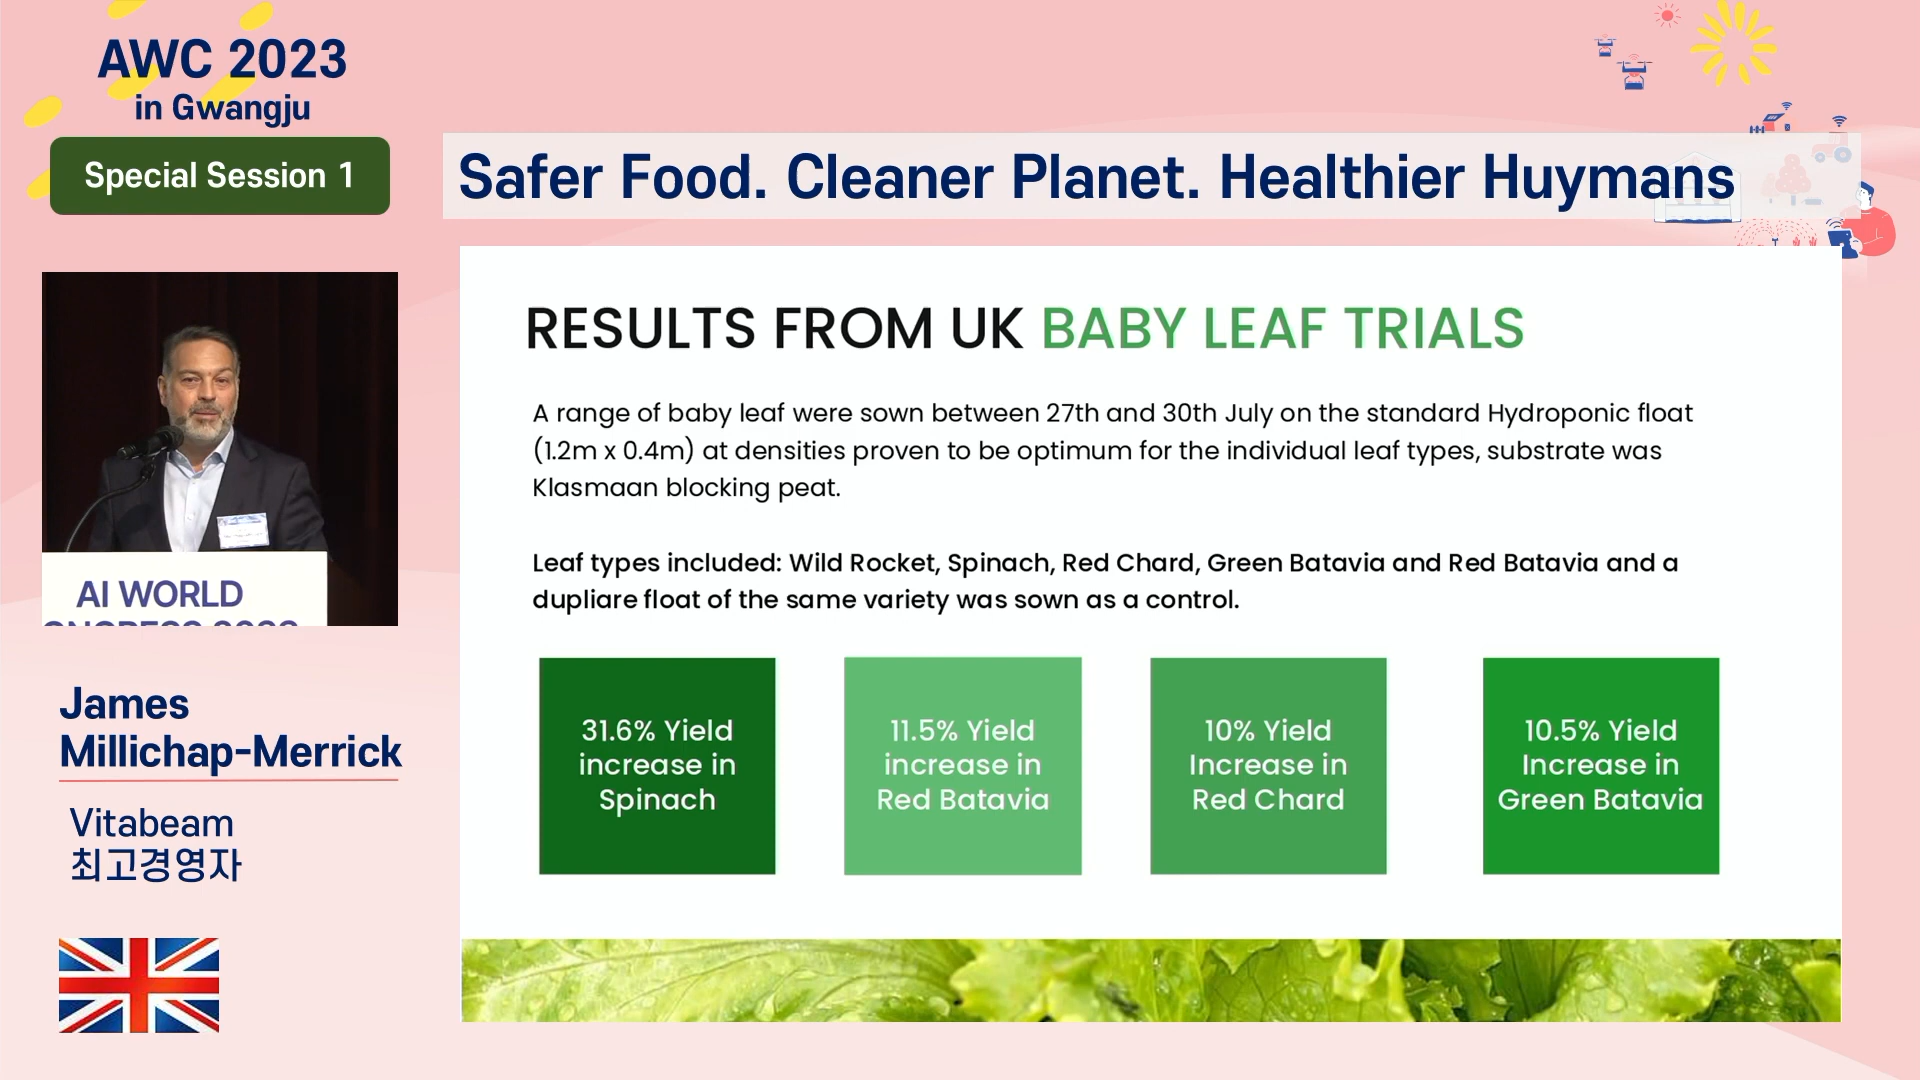 AWC 2023
in Gwangju
Special Session 1
Safer Food. Cleaner Planet. Healthier Huymans
AI WORLD
CONGRESS 2023
James
Millichap-Merrick
Vitabeam
최고경영자
RESULTS FROM UK BABY LEAF TRIALS
A range of baby leaf were sown between 27th and 30th July on the standard Hydroponic float
(1.2m x 0.4m) at densities proven to be optimum for the individual leaf types, substrate was
Klasmaan blocking peat.
Leaf types included: Wild Rocket, Spinach, Red Chard, Green Batavia and Red Batavia and a
dupliare float of the same variety was sown as a control.
31.6% Yield
increase in
Spinach
11.5% Yield
increase in
Red Batavia
10% Yield
Increase in
Red Chard
10.5% Yield
Increase in
Green Batavia